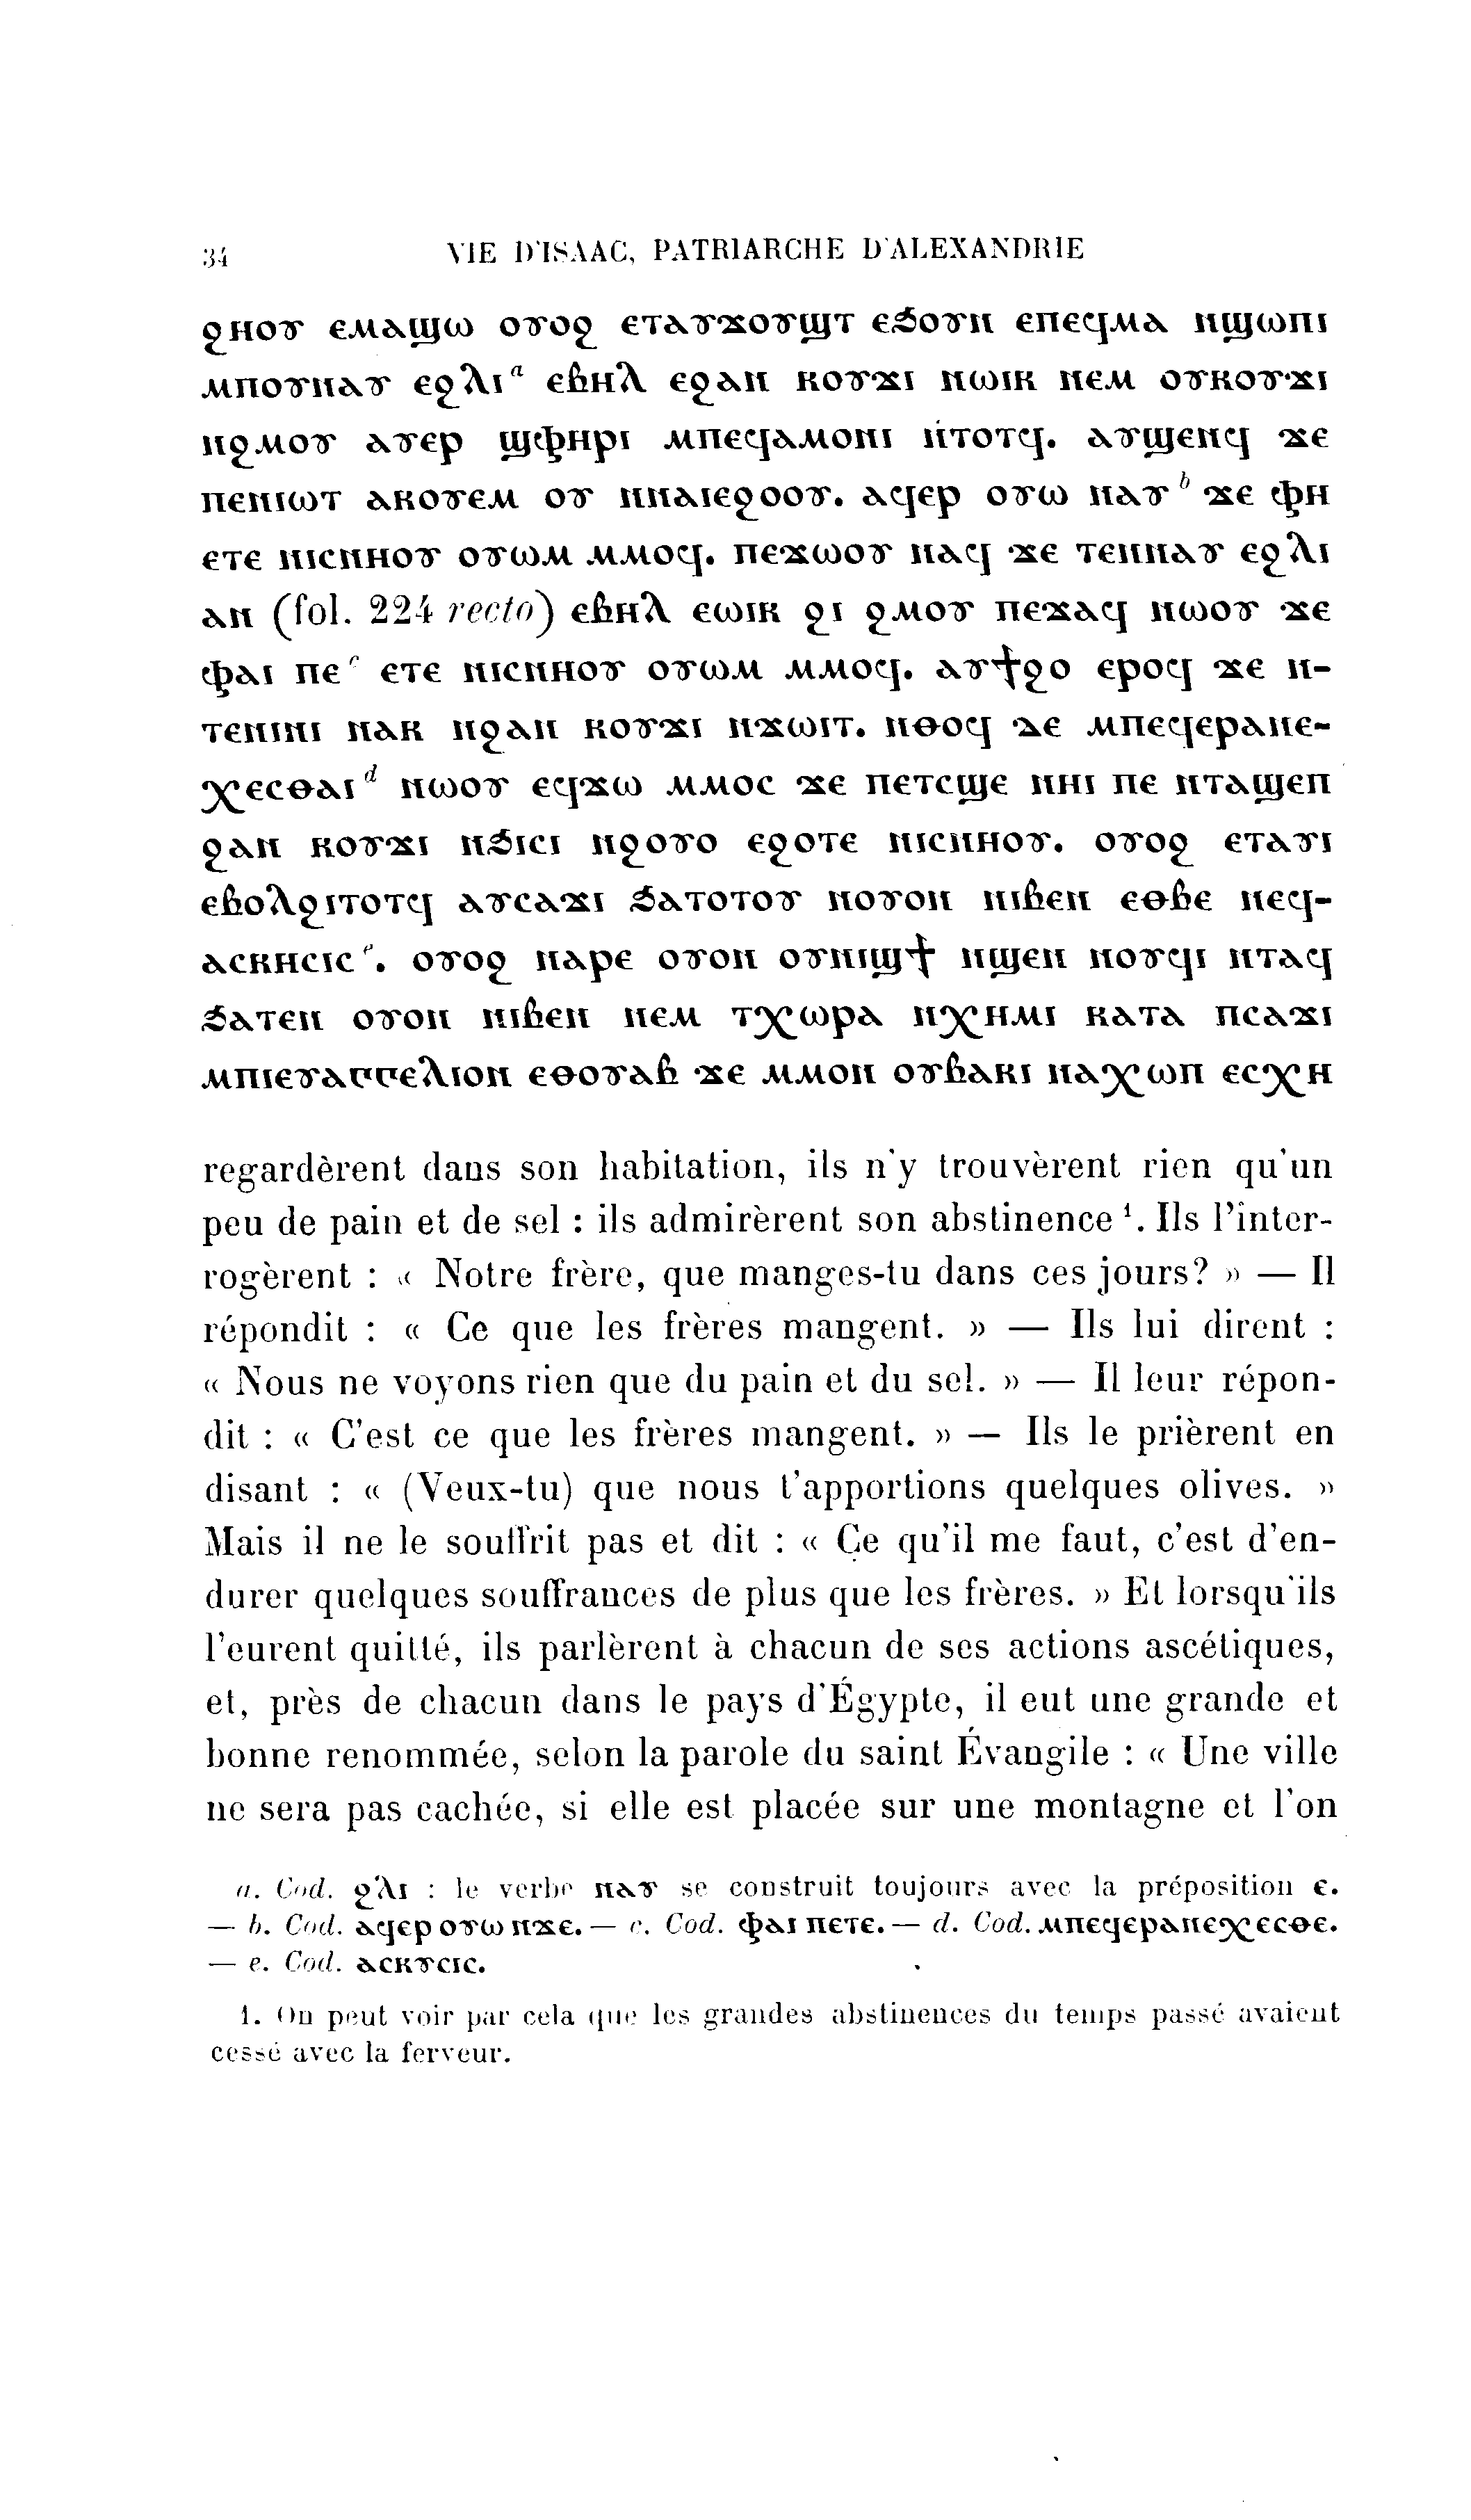 34 VIE D'ISAAC, PATRIARCHE D'ALEXANDRIE
ϩⲏⲟⲩ ⲉⲙⲁϣⲱ ⲟⲩⲟϩ ⲉⲧⲁⲩϫⲟⲩϣⲧ ⲉϧⲟⲩⲛ ⲉⲡⲉϥⲙⲁ ⲛϣⲱⲡⲓ
ⲙⲡⲟⲩⲛⲁⲩ ⲉϩⲗⲓᵃ ⲉⲃⲏⲗ ⲉϩⲁⲛ ⲕⲟⲩϫⲓ ⲛⲱⲓⲕ ⲛⲉⲙ ⲟⲩⲕⲟⲩϫⲓ
ⲛϩⲙⲟⲩ ⲁⲩⲉⲣ ϣⲫⲏⲣⲓ ⲙⲡⲉϥⲁⲙⲟⲛⲓ ⲛ̀ⲧⲟⲧϥ. ⲁⲩϣⲉⲛϥ ϫⲉ
ⲡⲉⲛⲓⲱⲧ ⲁⲕⲟⲩⲉⲙ ⲟⲩ ⲛⲛⲁⲓⲉϩⲟⲟⲩ. ⲁϥⲉⲣ ⲟⲩⲱ ⲛⲁⲩᵇ ϫⲉ ⲫⲏ
ⲉⲧⲉ ⲛⲓⲥⲛⲏⲟⲩ ⲟⲩⲱⲙ ⲙⲙⲟϥ. ⲡⲉϫⲱⲟⲩ ⲛⲁϥ ϫⲉ ⲧⲉⲛⲛⲁⲩ ⲉϩⲗⲓ
ⲁⲛ (fol. 224 recto) ⲉⲃⲏⲗ ⲉⲱⲓⲕ ϩⲓ ϩⲙⲟⲩ ⲡⲉϫⲁϥ ⲛⲱⲟⲩ ϫⲉ
ⲫⲁⲓ ⲡⲉᶜ ⲉⲧⲉ ⲛⲓⲥⲛⲏⲟⲩ ⲟⲩⲱⲙ ⲙⲙⲟϥ. ⲁⲩϯϩⲟ ⲉⲣⲟϥ ϫⲉ ⲛ-
ⲧⲉⲛⲓⲛⲓ ⲛⲁⲕ ⲛϩⲁⲛ ⲕⲟⲩϫⲓ ⲛϫⲱⲓⲧ. ⲛⲑⲟϥ ⲇⲉ ⲙⲡⲉϥⲉⲣⲁⲛⲉ-
ⲭⲉⲥⲑⲁⲓᵈ ⲛⲱⲟⲩ ⲉϥϫⲱ ⲙⲙⲟⲥ ϫⲉ ⲡⲉⲧⲥϣⲉ ⲛⲏⲓ ⲡⲉ ⲛⲧⲁϣⲉⲡ
ϩⲁⲛ ⲕⲟⲩϫⲓ ⲛϧⲓⲥⲓ ⲛϩⲟⲩⲟ ⲉϩⲟⲧⲉ ⲛⲓⲥⲛⲏⲟⲩ. ⲟⲩⲟϩ ⲉⲧⲁⲩⲓ
ⲉⲃⲟⲗϩⲓⲧⲟⲧϥ ⲁⲩⲥⲁϫⲓ ϧⲁⲧⲟⲧⲟⲩ ⲛⲟⲩⲟⲛ ⲛⲓⲃⲉⲛ ⲉⲑⲃⲉ ⲛⲉϥ-
ⲁⲥⲕⲏⲥⲓⲥᵉ. ⲟⲩⲟϩ ⲛⲁⲣⲉ ⲟⲩⲟⲛ ⲟⲩⲛⲓϣϯ ⲛϣⲉⲛ ⲛⲟⲩϥⲓ ⲛⲧⲁϥ
ϧⲁⲧⲉⲛ ⲟⲩⲟⲛ ⲛⲓⲃⲉⲛ ⲛⲉⲙ ⲧⲭⲱⲣⲁ ⲛⲭⲏⲙⲓ ⲕⲁⲧⲁ ⲡⲥⲁϫⲓ
ⲙⲡⲓⲉⲩⲁⲅⲅⲉⲗⲓⲟⲛ ⲉⲑⲟⲩⲁⲃ ϫⲉ ⲙⲙⲟⲛ ⲟⲩⲃⲁⲕⲓ ⲛⲁⲭⲱⲡ ⲉⲥⲭⲏ
regardèrent dans son habitation, ils n'y trouvèrent rien qu'un
peu de pain et de sel : ils admirèrent son abstinence ¹. Ils l'inter-
rogèrent : « Notre frère, que manges-tu dans ces jours? » — Il
répondit : « Ce que les frères mangent. » — Ils lui dirent :
« Nous ne voyons rien que du pain et du sel. » — Il leur répon-
dit : « C'est ce que les frères mangent. » — Ils le prièrent en
disant : « (Veux-tu) que nous t'apportions quelques olives. »
Mais il ne le souffrit pas et dit : « Ce qu'il me faut, c'est d'en-
durer quelques souffrances de plus que les frères. » Et lorsqu'ils
l'eurent quitté, ils parlèrent à chacun de ses actions ascétiques,
et, près de chacun dans le pays d'Égypte, il eut une grande et
bonne renommée, selon la parole du saint Évangile : « Une ville
ne sera pas cachée, si elle est placée sur une montagne et l'on
a. Cod. ϩⲗⲓ : le verbe ⲛⲁⲩ se construit toujours avec la préposition ⲉ.
— b. Cod. ⲁϥⲉⲣ ⲟⲩⲱ ⲛϫⲉ. — c. Cod. ⲫⲁⲓ ⲡⲉⲧⲉ. — d. Cod. ⲙⲡⲉϥⲉⲣⲁⲛⲉⲭⲉⲥⲑⲉ.
— e. Cod. ⲁⲥⲕⲩⲥⲓⲥ.
1. On peut voir par cela que les grandes abstinences du temps passé avaient
cessé avec la ferveur.